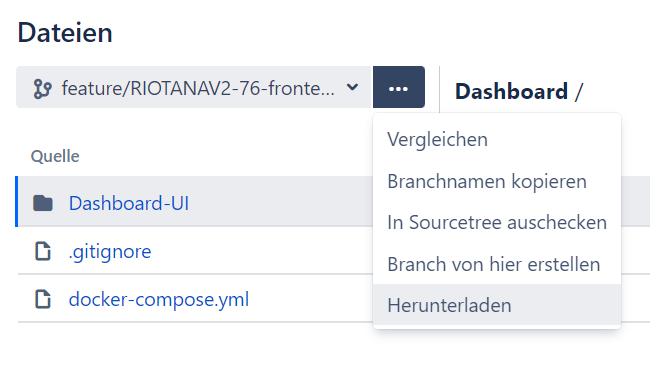 Dateien
feature/RIOTANAV2-76-fronte...
Dashboard /
Vergleichen
Quelle
Branchnamen kopieren
Dashboard-UI
In Sourcetree auschecken
.gitignore
Branch von hier erstellen
docker-compose.yml
Herunterladen